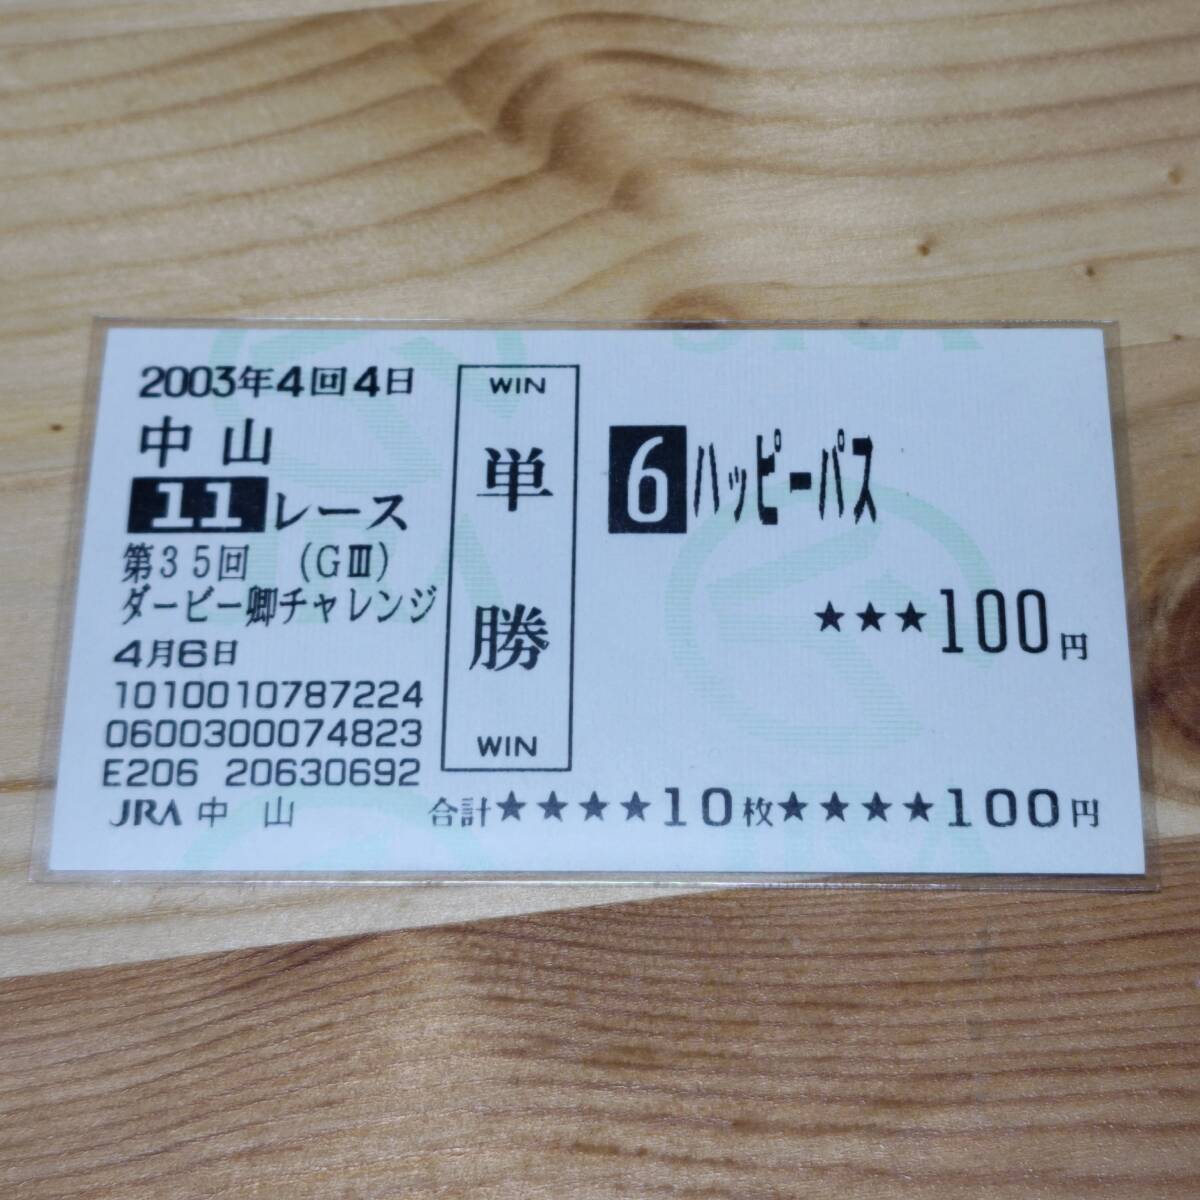 2003年4回4日
中山
11レース
第35回 (GⅢ)
ダービー卿チャレンジ
4月6日
1010010787224
0600300074823
E206 20630692
JRA 中 山
WIN
単
勝
WIN
6 ハッピーパス
★★★100円
合計★★★★10枚★★★★100円